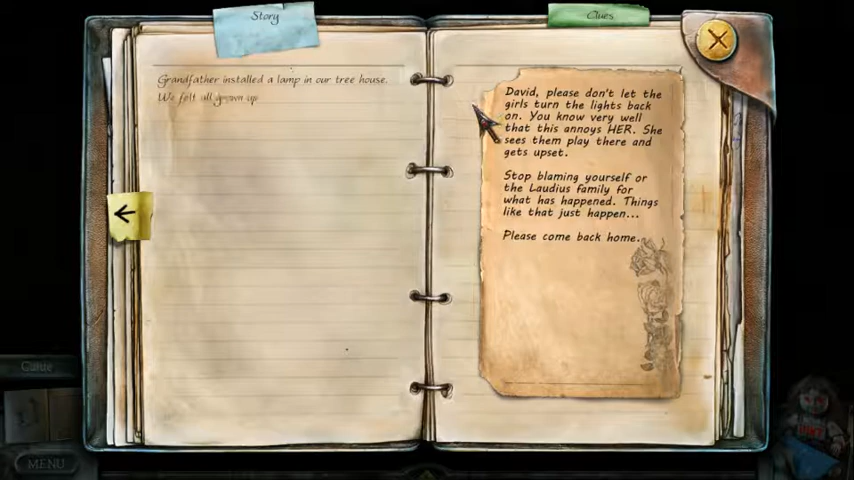 Story
Clues
Grandfather installed a lamp in our tree house.
We felt all grown up
David, please don't let the
girls turn the lights back
on. You know very well
that this annoys HER. She
sees them play there and
gets upset.
Stop blaming yourself or
the Laudius family for
what has happened. Things
like that just happen...
Please come back home.
MENU